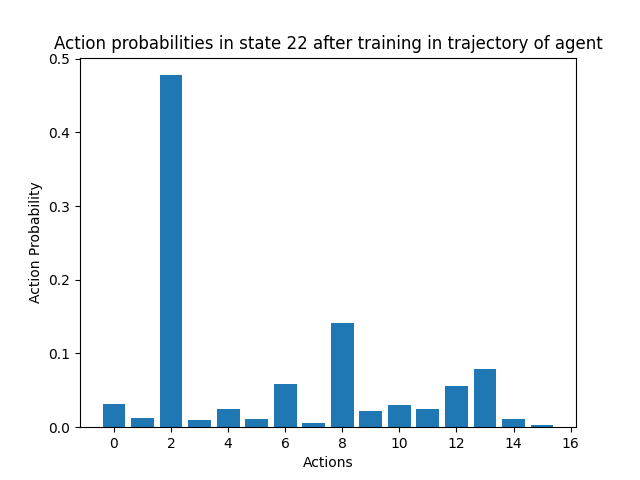 Action probabilities in state 22 after training in trajectory of agent
0.5
0.4
0.3
0.2
0.1
0.0
Action Probability
0 2 4 6 8 10 12 14 16
Actions